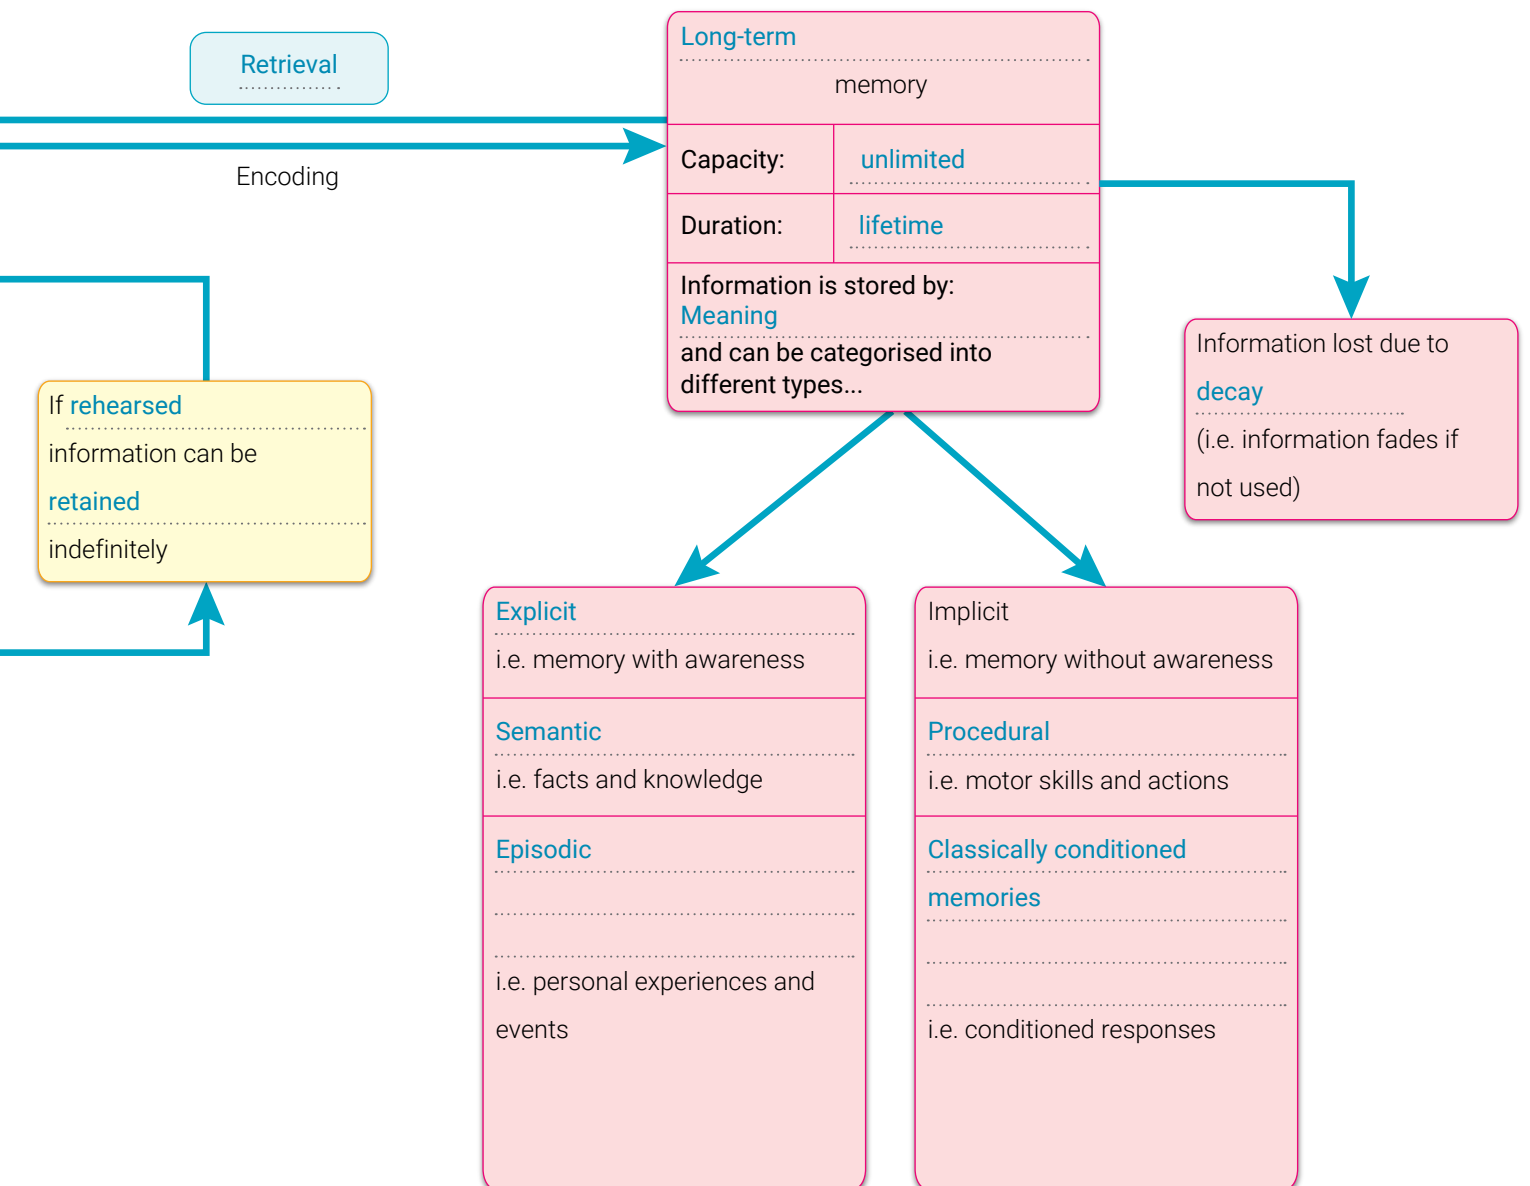 Retrieval
Encoding
Long-term
memory
Capacity: unlimited
Duration: lifetime
Information is stored by:
Meaning
and can be categorised into
different types...
Information lost due to
decay
(i.e. information fades if
not used)
If rehearsed
information can be
retained
indefinitely
Explicit
i.e. memory with awareness
Semantic
i.e. facts and knowledge
Episodic
i.e. personal experiences and
events
Implicit
i.e. memory without awareness
Procedural
i.e. motor skills and actions
Classically conditioned
memories
i.e. conditioned responses